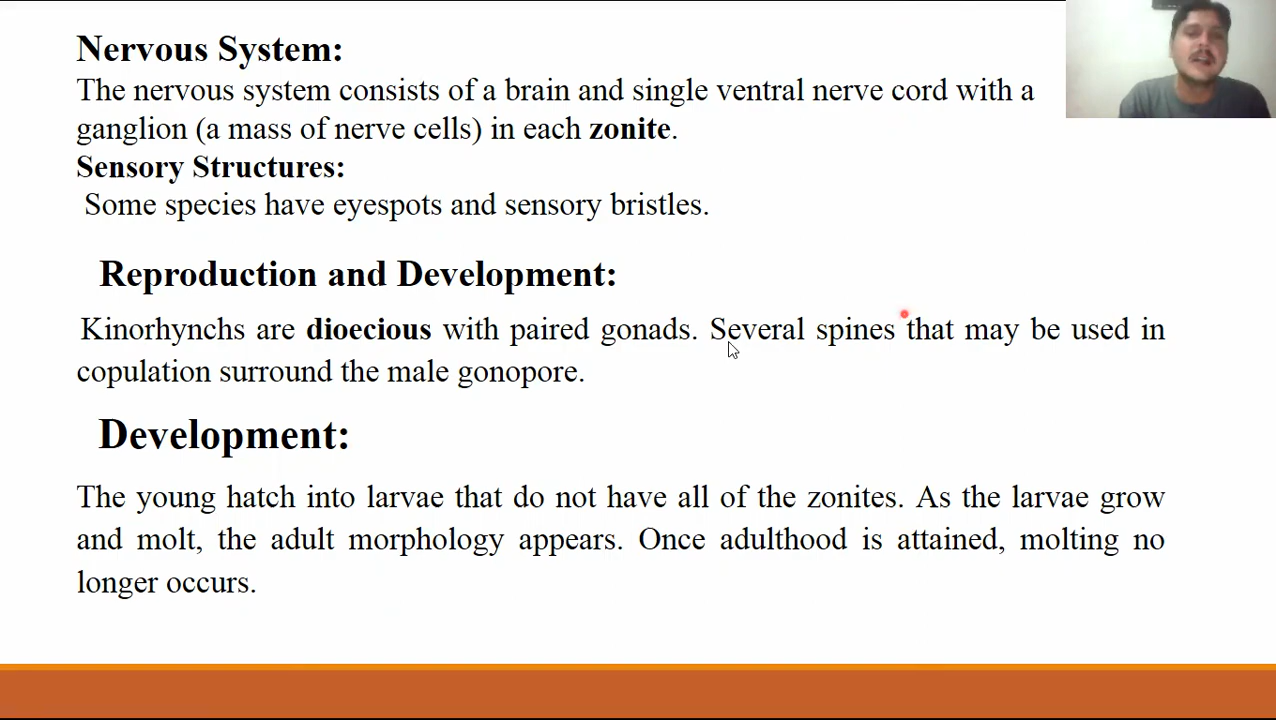 Nervous System:
The nervous system consists of a brain and single ventral nerve cord with a
ganglion (a mass of nerve cells) in each zonite.
Sensory Structures:
Some species have eyespots and sensory bristles.
Reproduction and Development:
Kinorhynchs are dioecious with paired gonads. Several spines that may be used in
copulation surround the male gonopore.
Development:
The young hatch into larvae that do not have all of the zonites. As the larvae grow
and molt, the adult morphology appears. Once adulthood is attained, molting no
longer occurs.